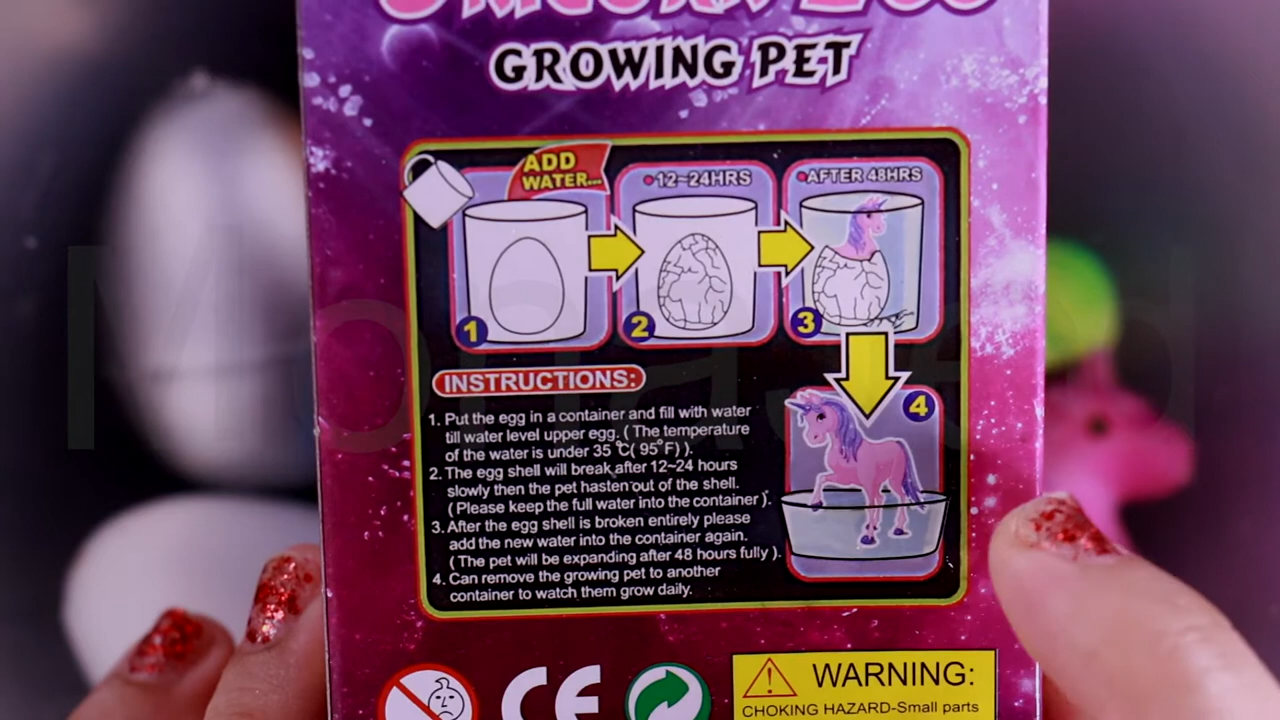 UNICORN EGG
GROWING PET
ADD
WATER...
12~24HRS
AFTER 48HRS
1
2
3
4
INSTRUCTIONS:
1. Put the egg in a container and fill with water
till water level upper egg. ( The temperature
of the water is under 35℃( 95°F) ).
2. The egg shell will break after 12~24 hours
slowly then the pet hasten out of the shell.
( Please keep the full water into the container ).
3. After the egg shell is broken entirely please
add the new water into the container again.
(The pet will be expanding after 48 hours fully ).
4. Can remove the growing pet to another
container to watch them grow daily.
CE
WARNING:
CHOKING HAZARD-Small parts